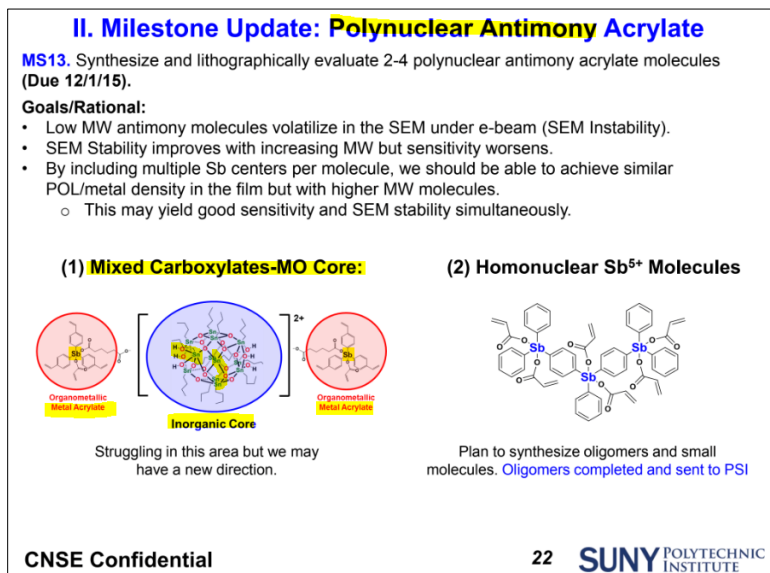 II. Milestone Update: Polynuclear Antimony Acrylate
MS13. Synthesize and lithographically evaluate 2-4 polynuclear antimony acrylate molecules
(Due 12/1/15).
Goals/Rational:
• Low MW antimony molecules volatilize in the SEM under e-beam (SEM Instability).
• SEM Stability improves with increasing MW but sensitivity worsens.
• By including multiple Sb centers per molecule, we should be able to achieve similar
POL/metal density in the film but with higher MW molecules.
o This may yield good sensitivity and SEM stability simultaneously.
(1) Mixed Carboxylates-MO Core:
2+
Sb
Organometallic
Metal Acrylate
Inorganic Core
Sb
Organometallic
Metal Acrylate
Struggling in this area but we may
have a new direction.
(2) Homonuclear Sb5+ Molecules
Sb
Sb
Sb
Plan to synthesize oligomers and small
molecules. Oligomers completed and sent to PSI
CNSE Confidential
22
SUNY POLYTECHNIC
INSTITUTE